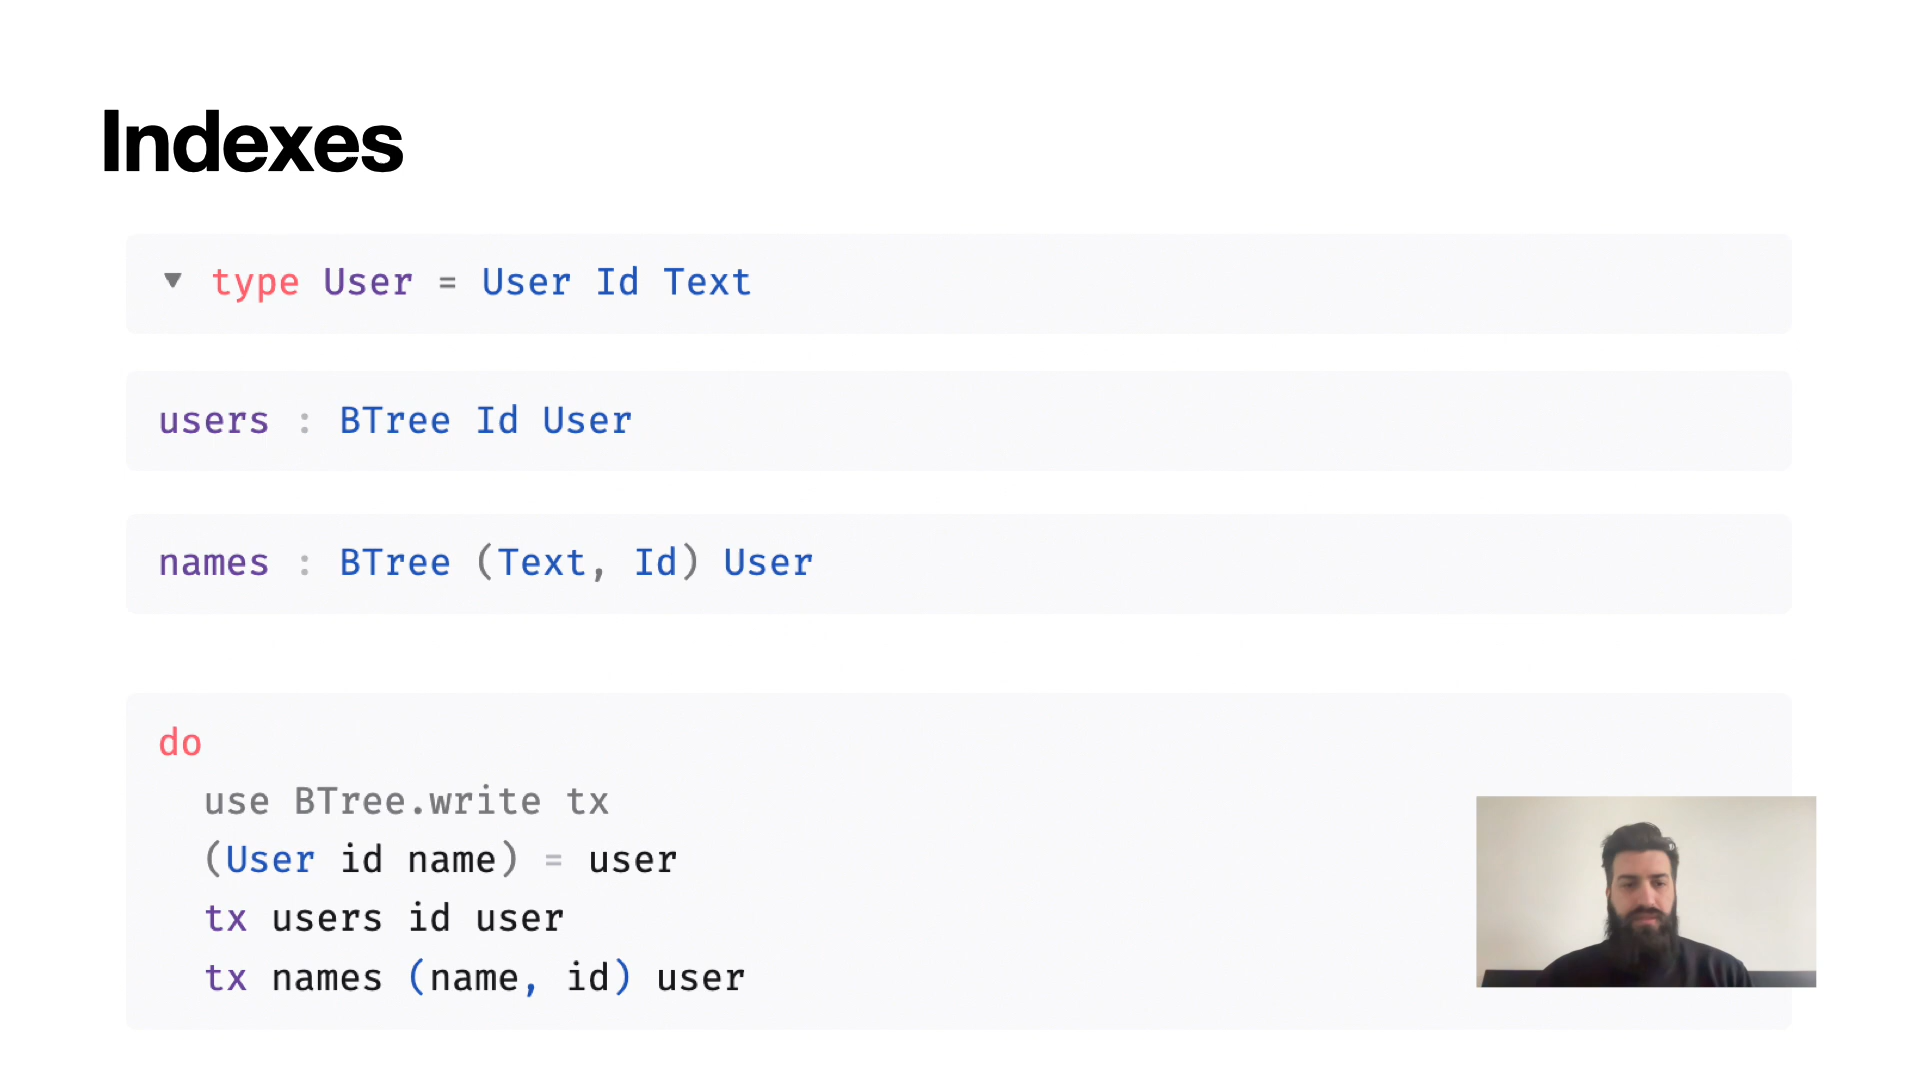 Indexes
type User = User Id Text
users : BTree Id User
names : BTree (Text, Id) User
do
use BTree.write tx
(User id name) = user
tx users id user
tx names (name, id) user